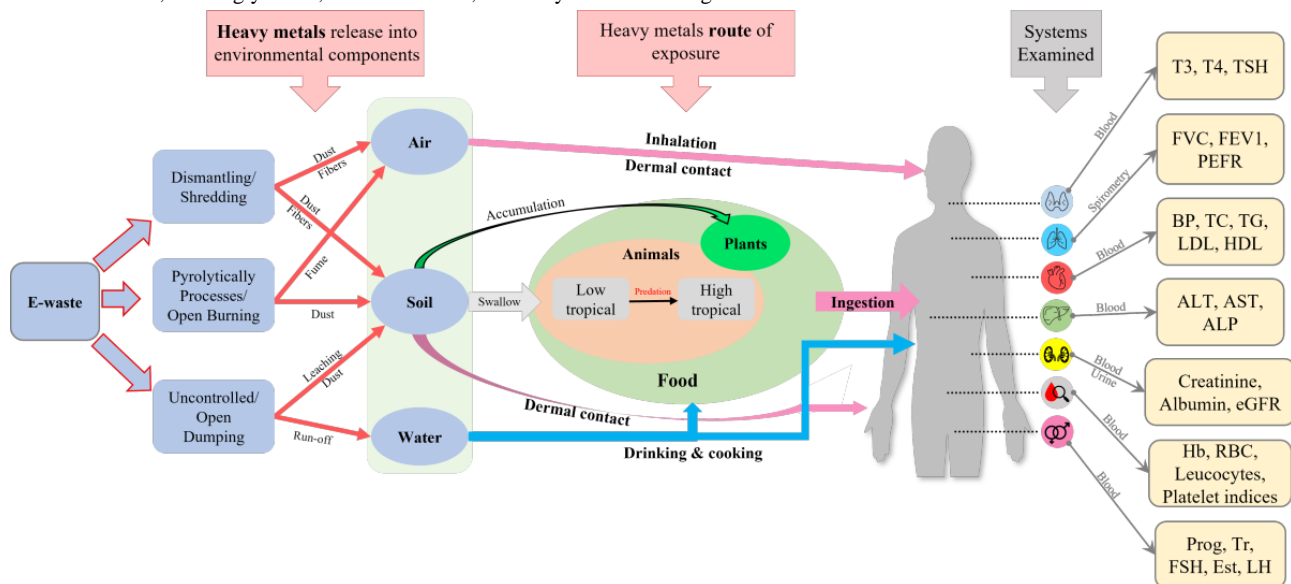 Heavy metals release into
environmental components
Heavy metals route of
exposure
Systems
Examined
E-waste
Dismantling/
Shredding
Pyrolytically
Processes/
Open Burning
Uncontrolled/
Open
Dumping
Dust
Fibers
Dust
Fibers
Fume
Dust
Leaching
Dust
Run-off
Air
Soil
Water
Inhalation
Dermal contact
Accumulation
Swallow
Plants
Animals
Low
tropical
Predation
High
tropical
Food
Ingestion
Dermal contact
Drinking & cooking
Blood
T3, T4, TSH
Spirometry
FVC, FEV1,
PEFR
Blood
BP, TC, TG,
LDL, HDL
Blood
ALT, AST,
ALP
Blood
Urine
Creatinine,
Albumin, eGFR
Blood
Hb, RBC,
Leucocytes,
Platelet indices
Blood
Prog, Tr,
FSH, Est, LH